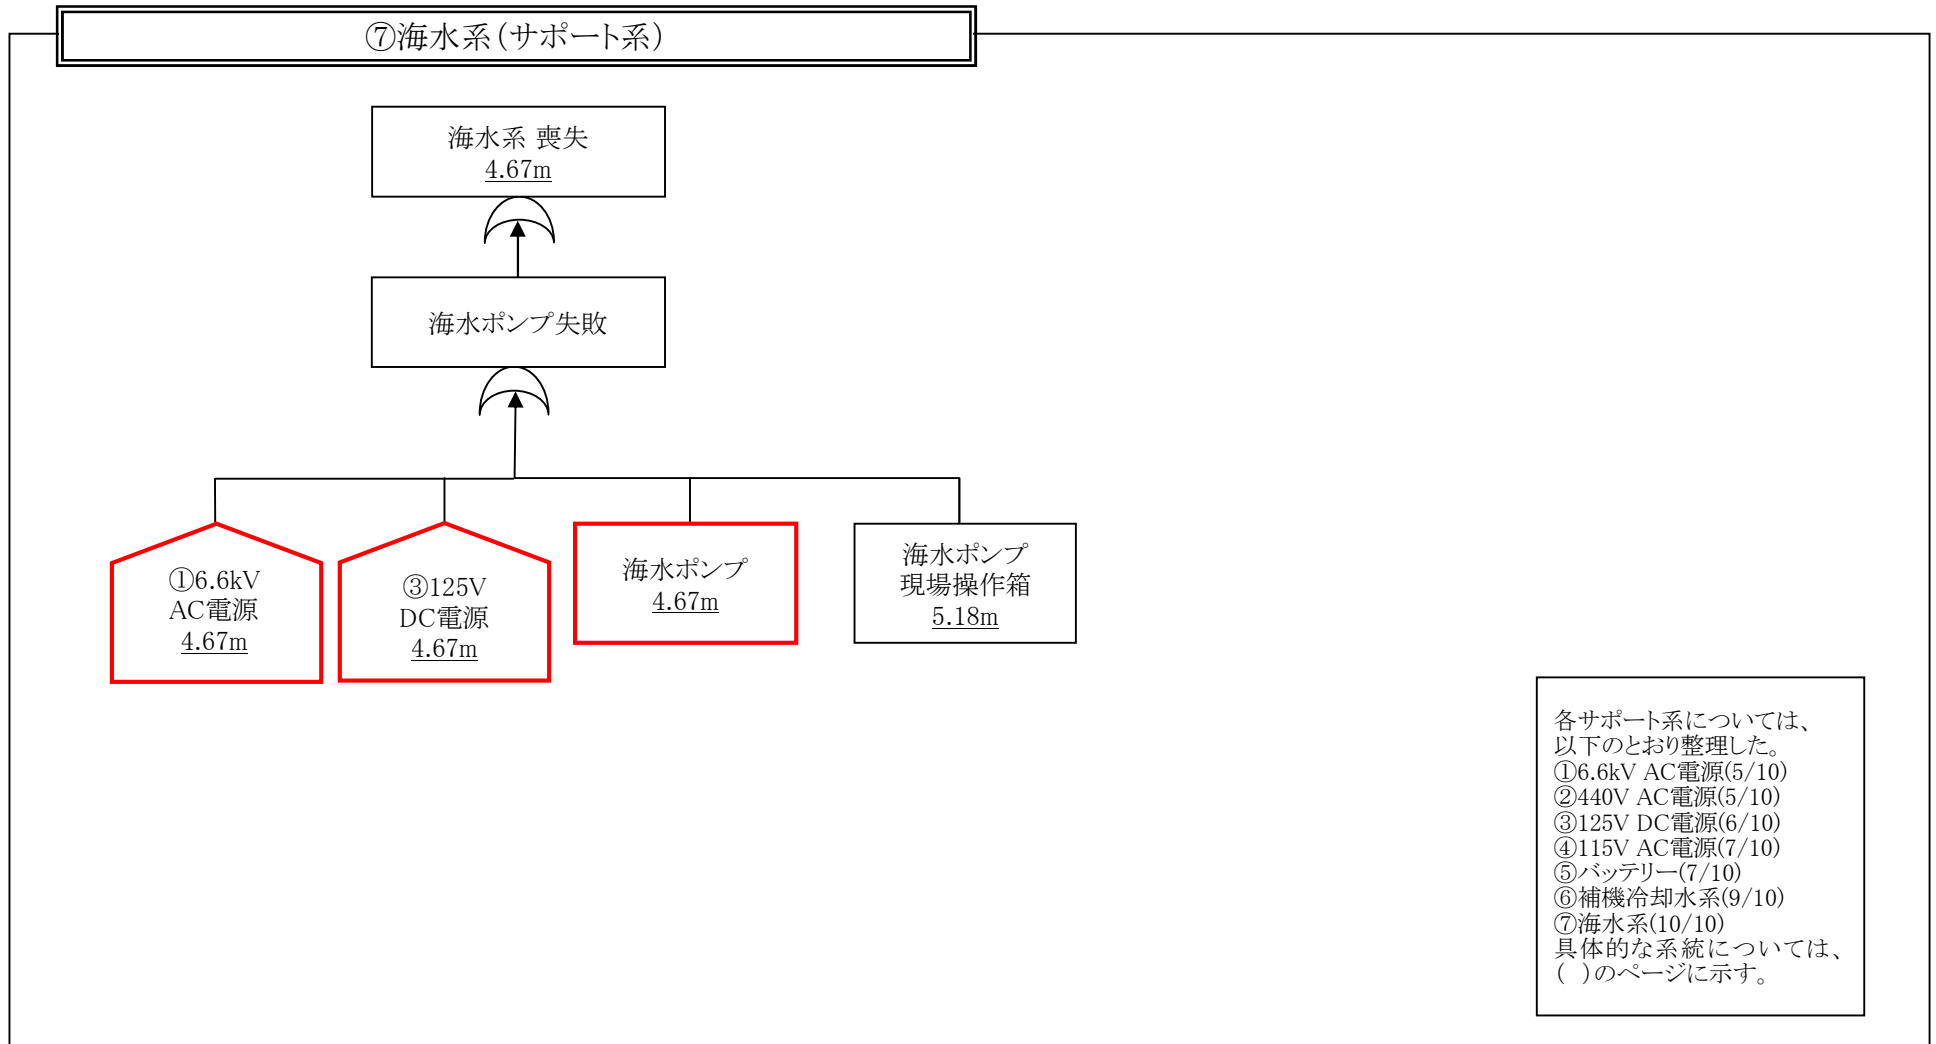 ⑦海水系(サポート系)
海水系 喪失
4.67m
海水ポンプ失敗
①6.6kV
AC電源
4.67m
③125V
DC電源
4.67m
海水ポンプ
4.67m
海水ポンプ
現場操作箱
5.18m
各サポート系については、
以下のとおり整理した。
①6.6kV AC電源(5/10)
②440V AC電源(5/10)
③125V DC電源(6/10)
④115V AC電源(7/10)
⑤バッテリー(7/10)
⑥補機冷却水系(9/10)
⑦海水系(10/10)
具体的な系統については、
( )のページに示す。